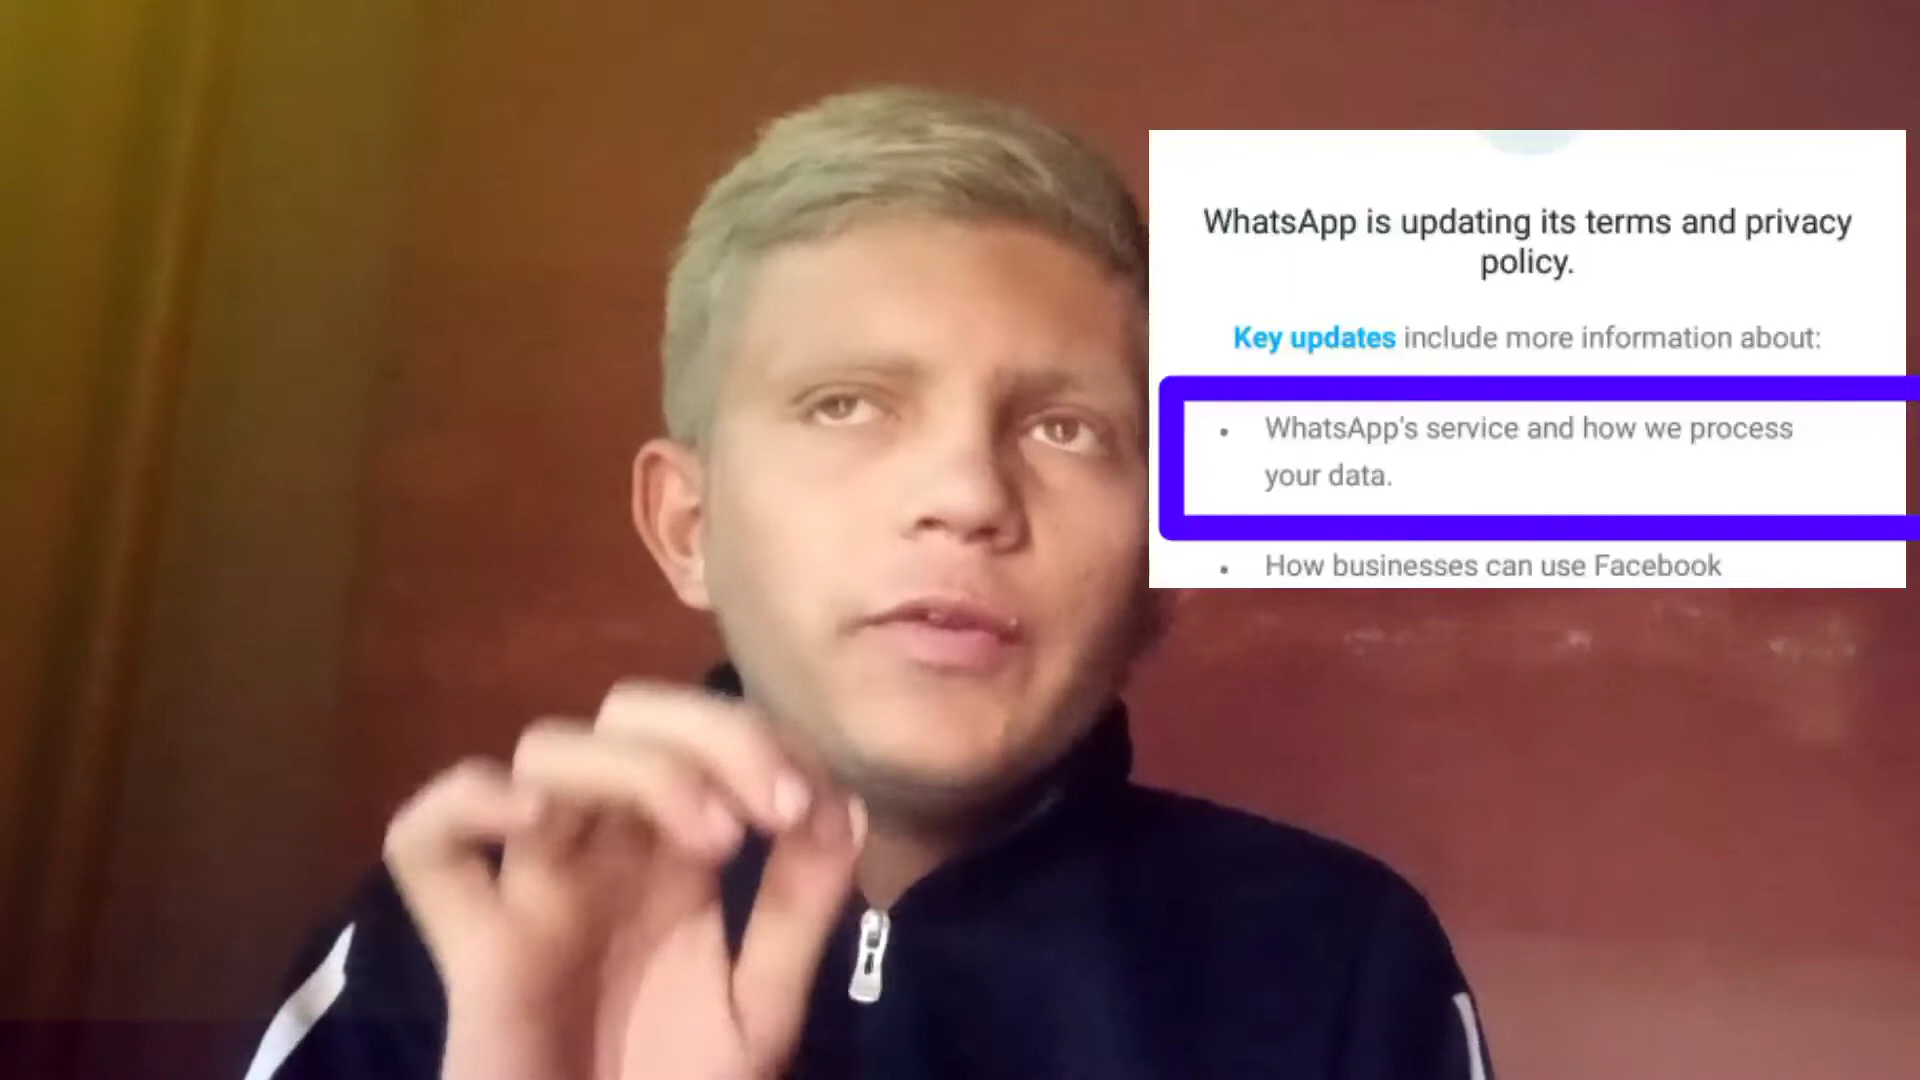 WhatsApp is updating its terms and privacy
policy.
Key updates include more information about:
• WhatsApp's service and how we process
your data.
• How businesses can use Facebook